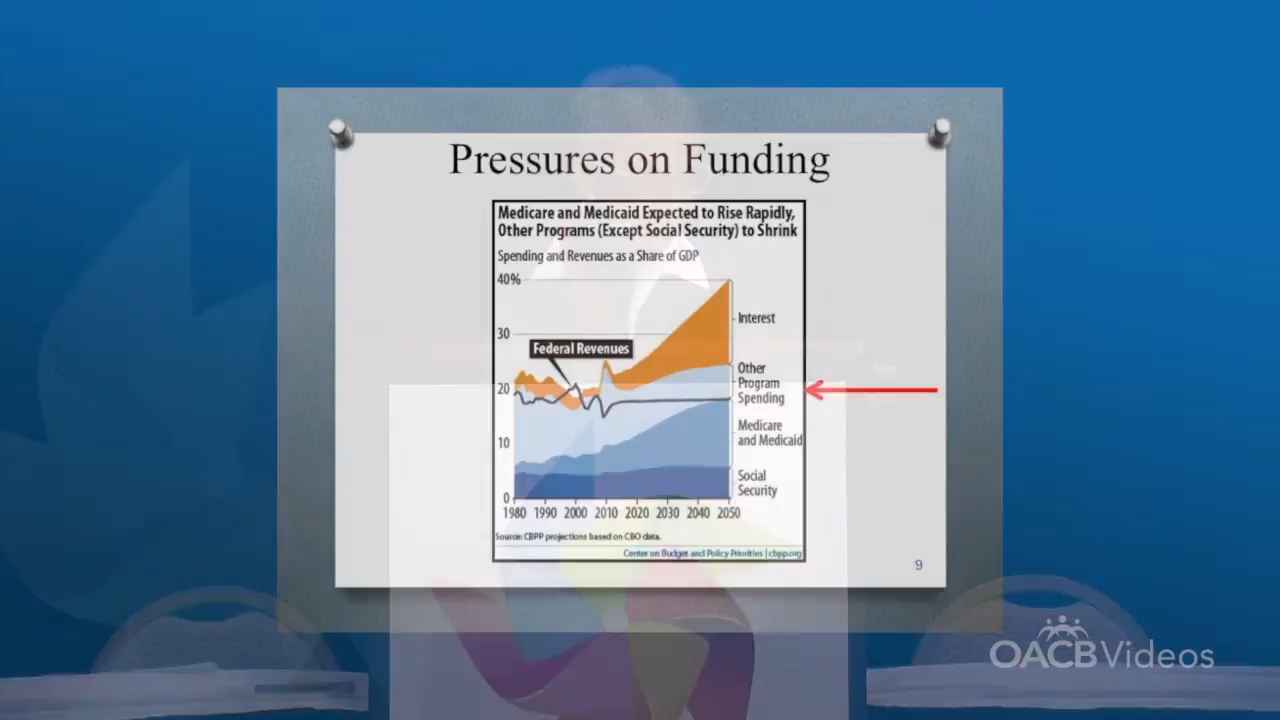 Pressures on Funding
Medicare and Medicaid Expected to Rise Rapidly,
Other Programs (Except Social Security) to Shrink
Spending and Revenues as a Share of GDP
40%
30
20
10
0
Federal Revenues
Interest
Other
Program
Spending
Medicare
and Medicaid
Social
Security
1980 1990 2000 2010 2020 2030 2040 2050
Source: CBPP projections based on CBO data.
Center on Budget and Policy Priorities | cbpp.org
9
OACB Videos